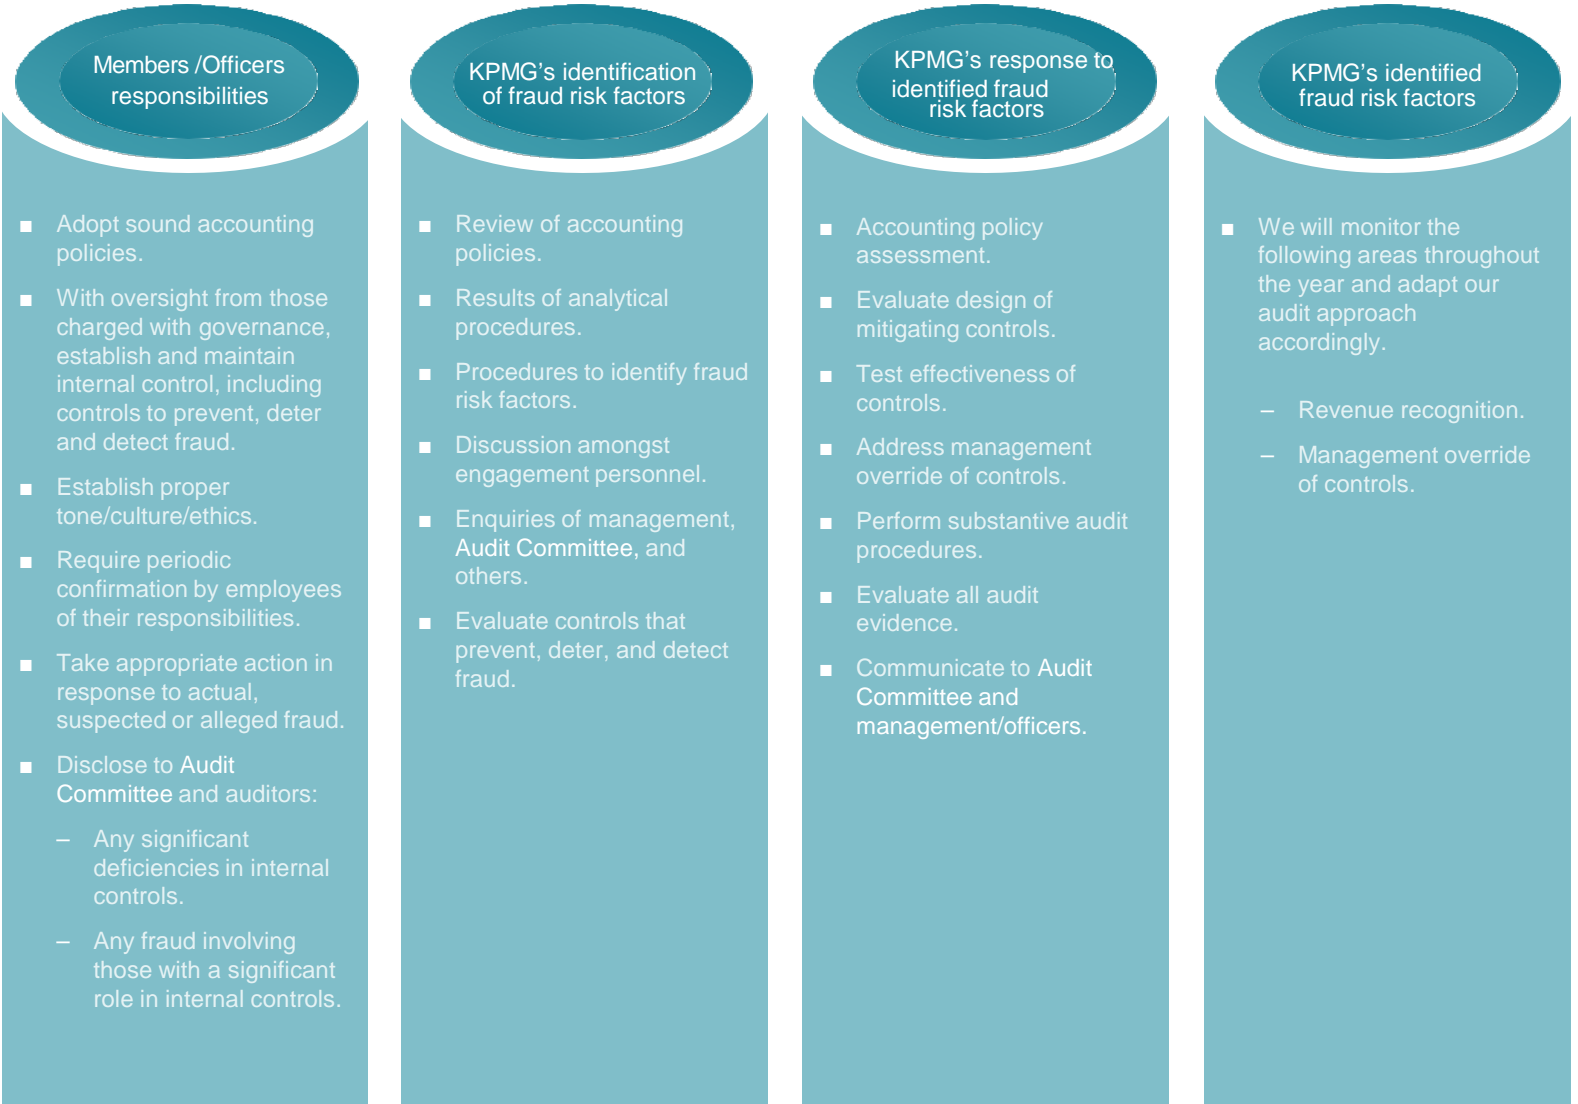 Members /Officers
responsibilities
■ Adopt sound accounting
policies.
■ With oversight from those
charged with governance,
establish and maintain
internal control, including
controls to prevent, deter
and detect fraud.
■ Establish proper
tone/culture/ethics.
■ Require periodic
confirmation by employees
of their responsibilities.
■ Take appropriate action in
response to actual,
suspected or alleged fraud.
■ Disclose to Audit
Committee and auditors:
– Any significant
deficiencies in internal
controls.
– Any fraud involving
those with a significant
role in internal controls.
KPMG’s identification
of fraud risk factors
■ Review of accounting
policies.
■ Results of analytical
procedures.
■ Procedures to identify fraud
risk factors.
■ Discussion amongst
engagement personnel.
■ Enquiries of management,
Audit Committee, and
others.
■ Evaluate controls that
prevent, deter, and detect
fraud.
KPMG’s response to
identified fraud
risk factors
■ Accounting policy
assessment.
■ Evaluate design of
mitigating controls.
■ Test effectiveness of
controls.
■ Address management
override of controls.
■ Perform substantive audit
procedures.
■ Evaluate all audit
evidence.
■ Communicate to Audit
Committee and
management/officers.
KPMG’s identified
fraud risk factors
■ We will monitor the
following areas throughout
the year and adapt our
audit approach
accordingly.
– Revenue recognition.
– Management override
of controls.